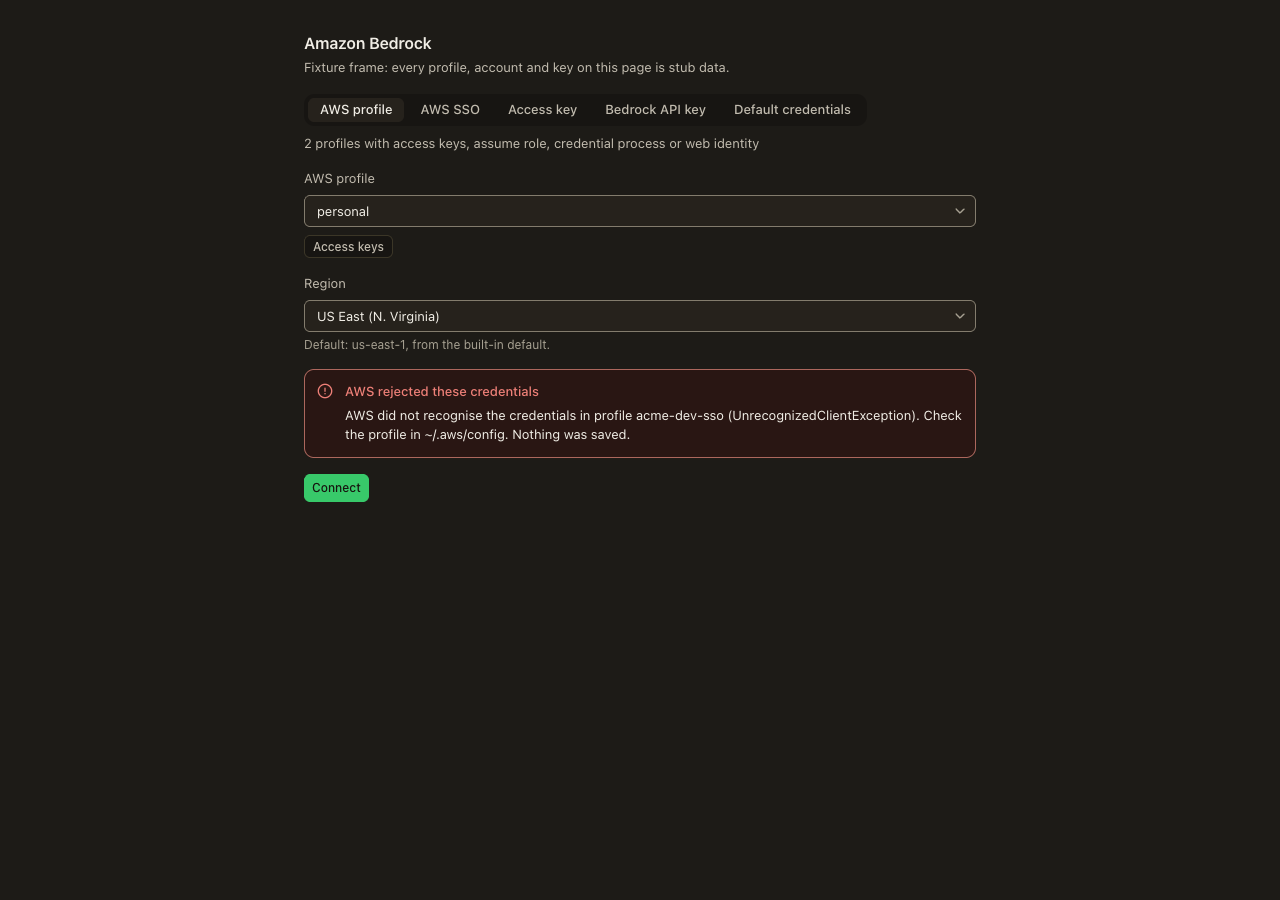 Amazon Bedrock
Fixture frame: every profile, account and key on this page is stub data.
AWS profile AWS SSO Access key Bedrock API key Default credentials
2 profiles with access keys, assume role, credential process or web identity
AWS profile
personal
Access keys
Region
US East (N. Virginia)
Default: us-east-1, from the built-in default.
AWS rejected these credentials
AWS did not recognise the credentials in profile acme-dev-sso (UnrecognizedClientException). Check
the profile in ~/.aws/config. Nothing was saved.
Connect